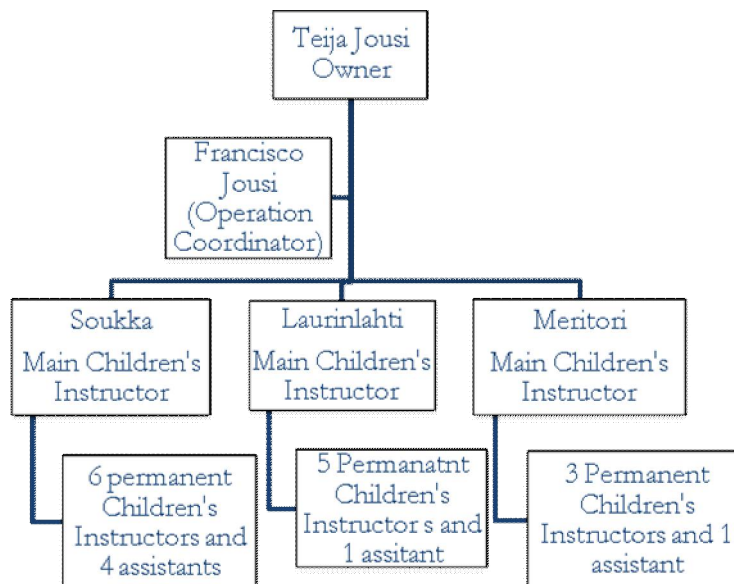 Teija Jousi
Owner
Francisco
Jousi
(Operation
Coordinator)
Soukka
Main Children's
Instructor
Laurinlahti
Main Children's
Instructor
Meritori
Main Children's
Instructor
6 permanent
Children's
Instructors and
4 assistants
5 Permanatnt
Children's
Instructor s and
1 assitant
3 Permanent
Children's
Instructors and 1
assistant